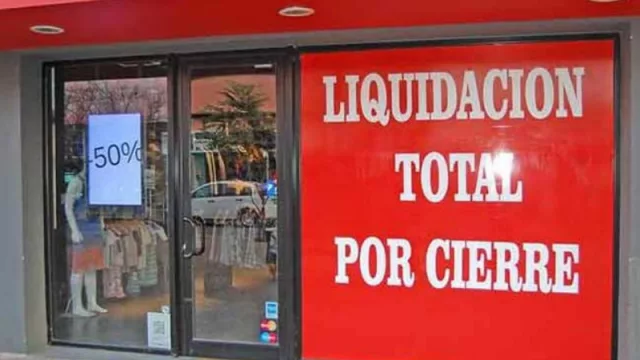 -50%
LIQUIDACION
TOTAL
POR CIERRE